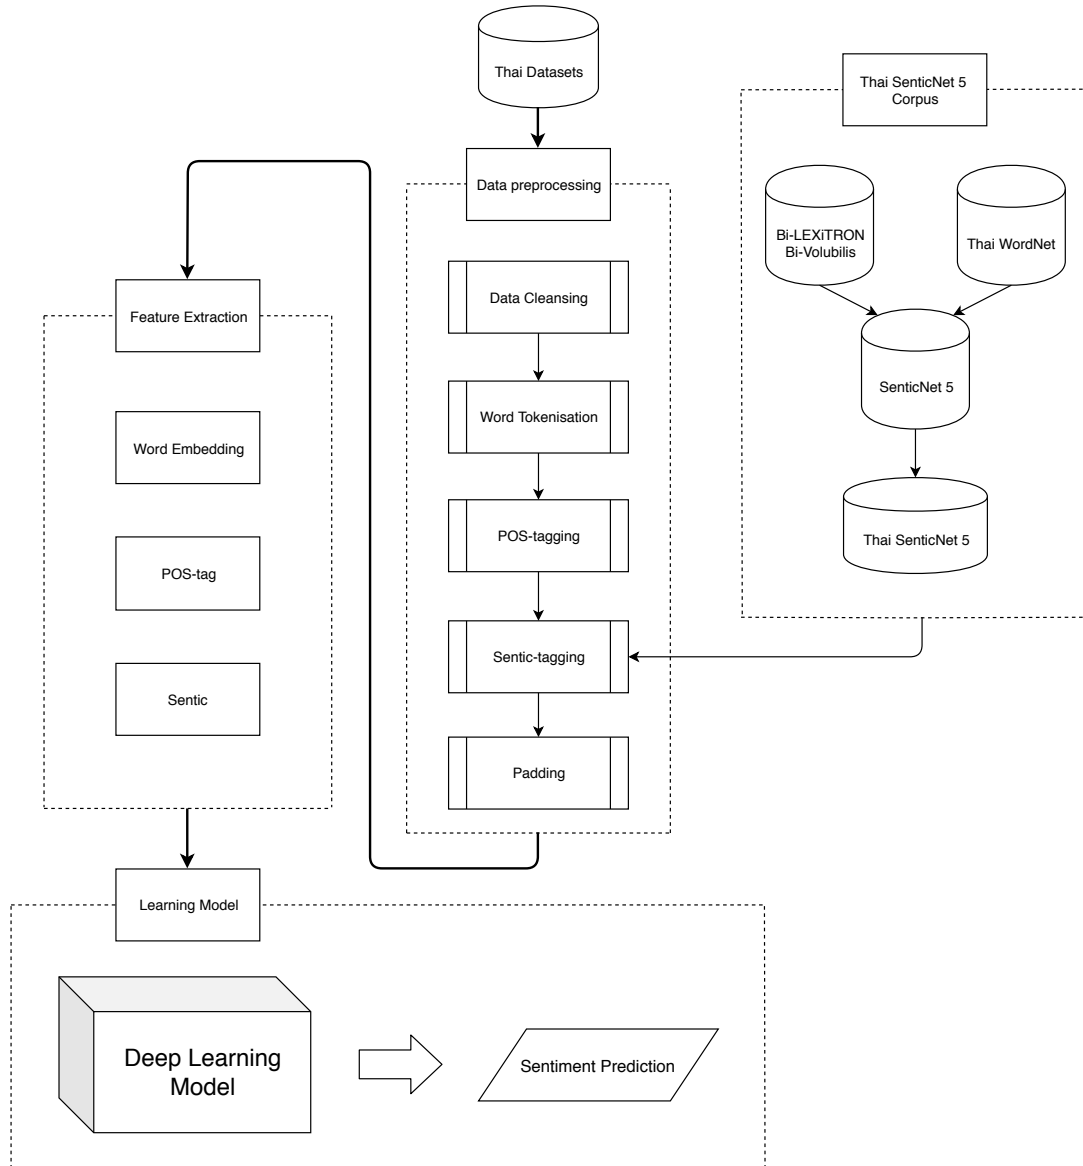 Thai Datasets
Thai SenticNet 5
Corpus
Data preprocessing
Bi-LEXiTRON
Bi-Volubilis
Thai WordNet
Data Cleansing
Feature Extraction
SenticNet 5
Word Tokenisation
Word Embedding
POS-tagging
Thai SenticNet 5
POS-tag
Sentic-tagging
Sentic
Padding
Learning Model
Deep Learning
Model
Sentiment Prediction